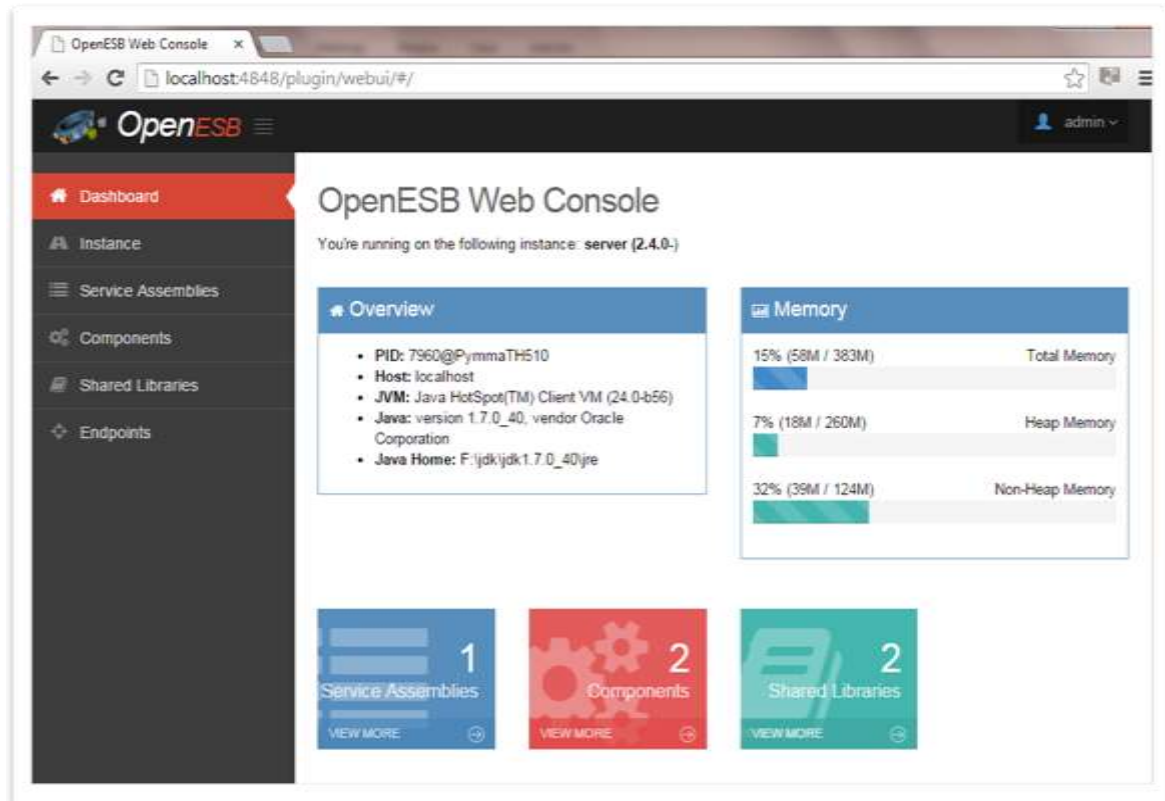 OpenESB Web Console
localhost:4848/plugin/webui/#/
OpenESB
admin
Dashboard
Instance
Service Assemblies
Components
Shared Libraries
Endpoints
OpenESB Web Console
You're running on the following instance: server (2.4.0-)
Overview
PID: 7960@PymmaTH510
Host: localhost
JVM: Java HotSpot(TM) Client VM (24.0-b56)
Java: version 1.7.0_40, vendor Oracle
Corporation
Java Home: F:\jdk\jdk1.7.0_40\jre
Memory
15% (58M / 383M) Total Memory
7% (18M / 260M) Heap Memory
32% (39M / 124M) Non-Heap Memory
1
Service Assemblies
VIEW MORE
2
Components
VIEW MORE
2
Shared Libraries
VIEW MORE